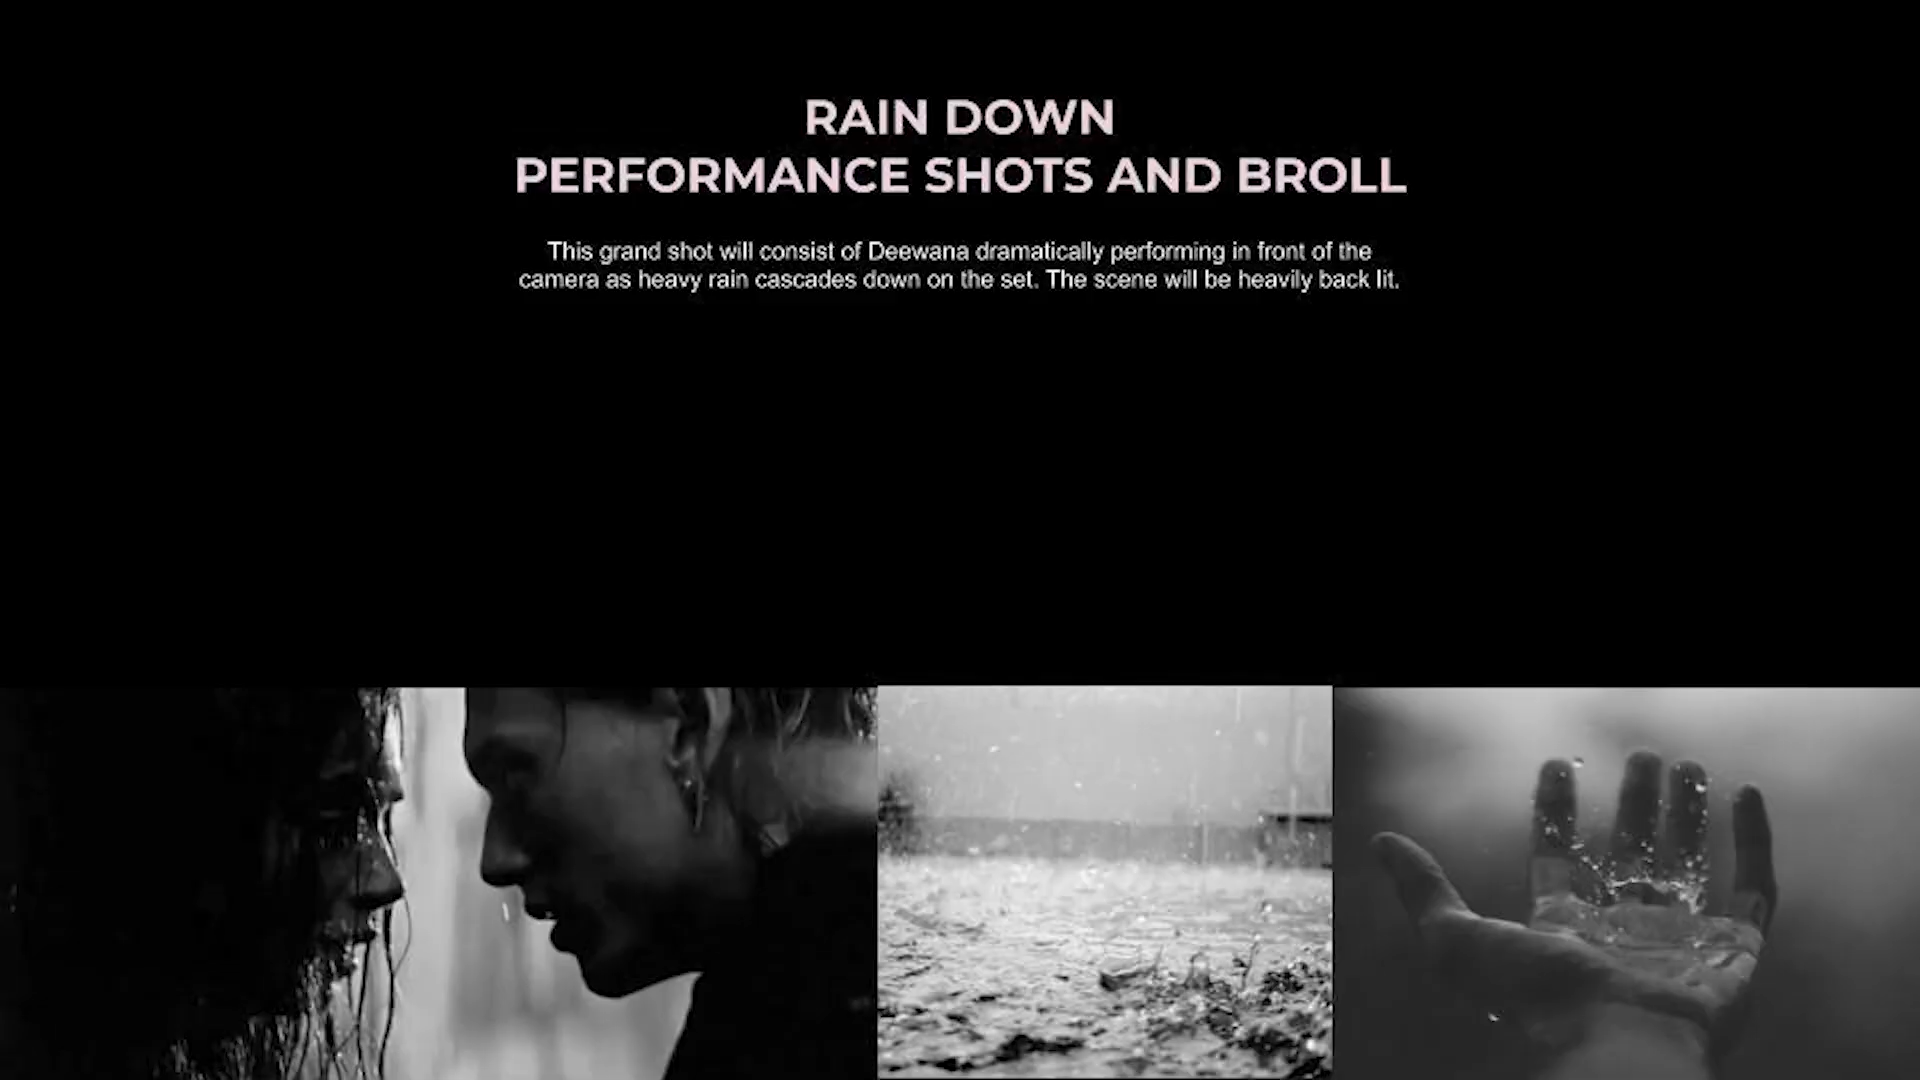 RAIN DOWN
PERFORMANCE SHOTS AND BROLL
This grand shot will consist of Deewana dramatically performing in front of the
camera as heavy rain cascades down on the set. The scene will be heavily back lit.